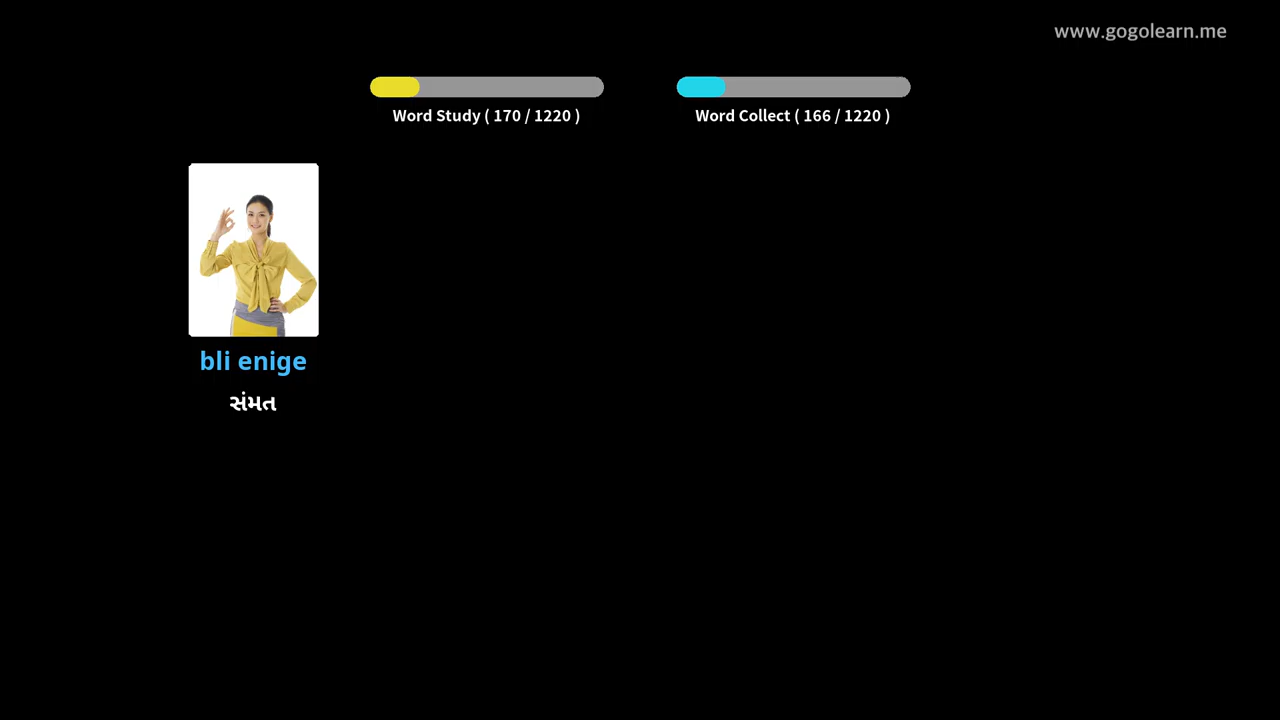 www.gogolearn.me
Word Study ( 170 / 1220 )
Word Collect ( 166 / 1220 )
bli enige
સંમત